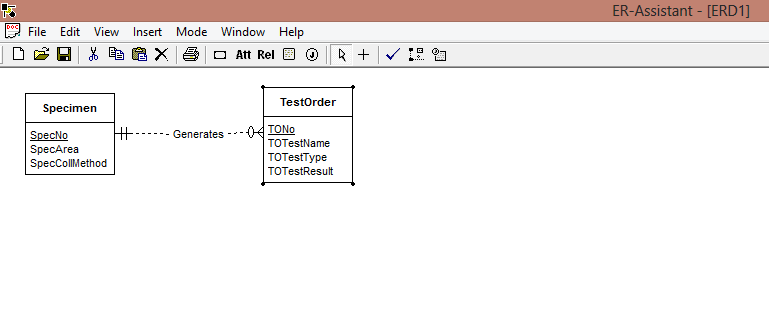 ER-Assistant - [ERD1]
File Edit View Insert Mode Window Help
Att Rel J
Specimen
SpecNo
SpecArea
SpecCollMethod
Generates
TestOrder
TONo
TOTestName
TOTestType
TOTestResult